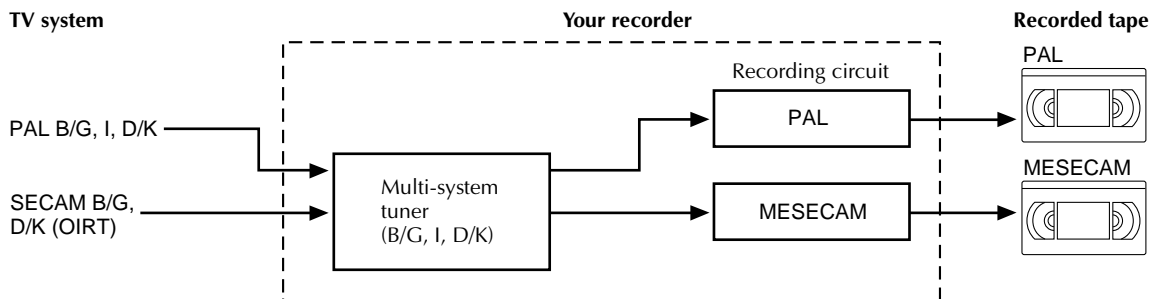 TV system
Your recorder
Recorded tape
PAL
Recording circuit
PAL B/G, I, D/K
PAL
MESECAM
SECAM B/G,
D/K (OIRT)
Multi-system
tuner
(B/G, I, D/K)
MESECAM